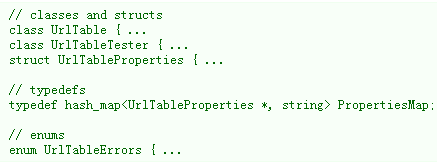 // classes and structs
class UrlTable { ...
class UrlTableTester { ...
struct UrlTableProperties { ...
// typedefs
typedef hash_map<UrlTableProperties *, string> PropertiesMap;
// enums
enum UrlTableErrors { ...